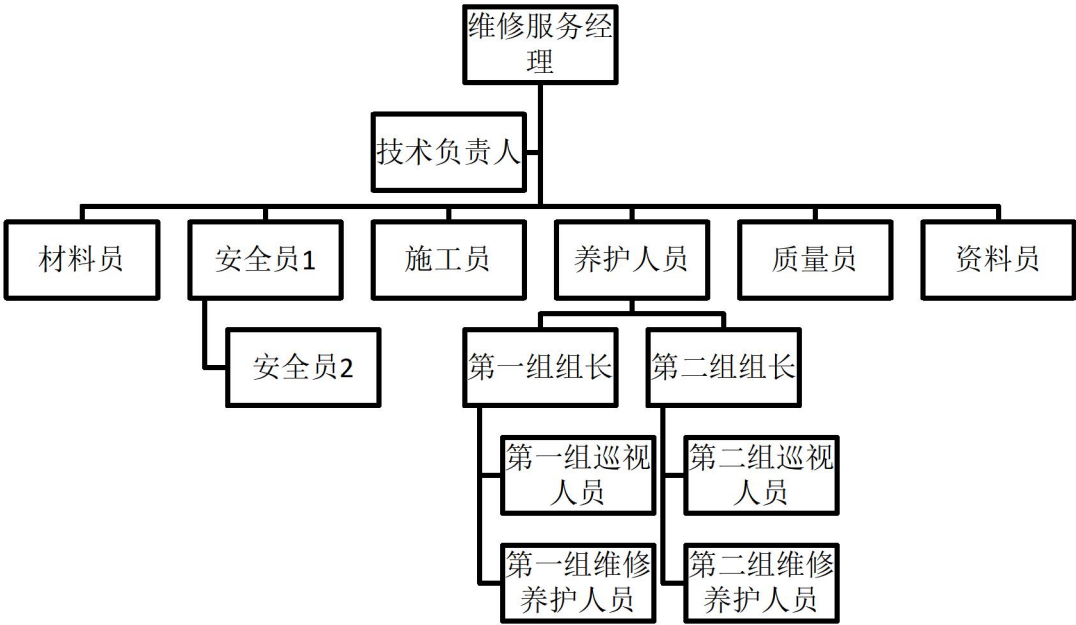 维修服务经
理
技术负责人
材料员
安全员1
施工员
养护人员
质量员
资料员
安全员2
第一组组长
第二组组长
第一组巡视
人员
第二组巡视
人员
第一组维修
养护人员
第二组维修
养护人员